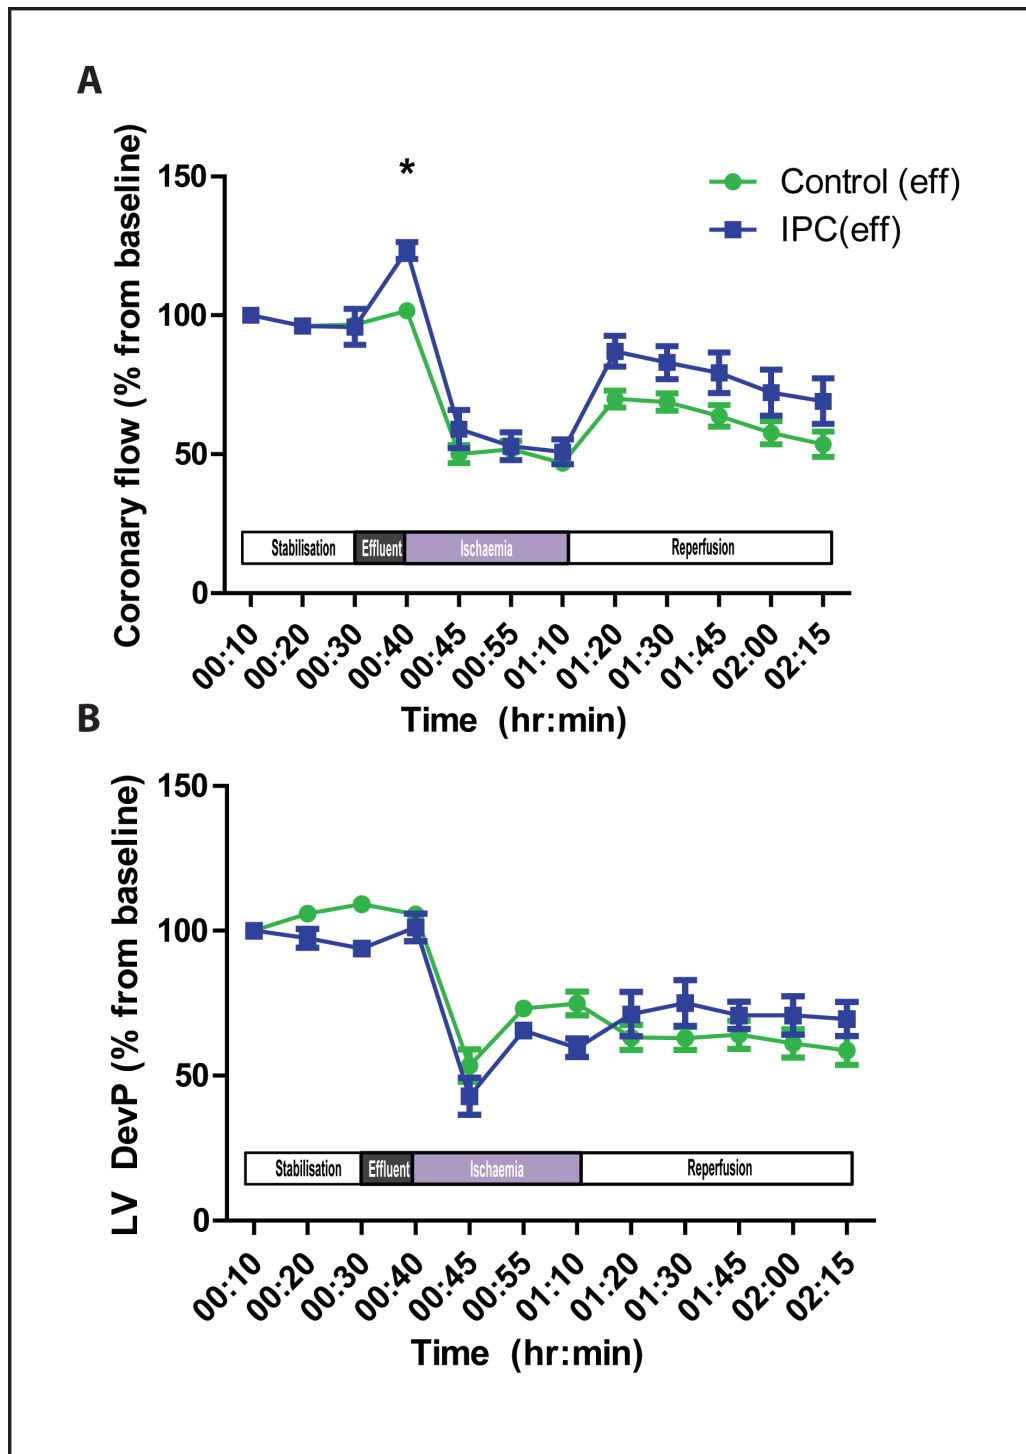 A
Coronary flow (% from baseline)
150
100
50
0
*
Control (eff)
IPC(eff)
Stabilisation Effluent Ischaemia Reperfusion
00:10 00:20 00:30 00:40 00:45 00:55 01:10 01:20 01:30 01:45 02:00 02:15
Time (hr:min)
B
LV DevP (% from baseline)
150
100
50
0
Stabilisation Effluent Ischaemia Reperfusion
00:10 00:20 00:30 00:40 00:45 00:55 01:10 01:20 01:30 01:45 02:00 02:15
Time (hr:min)